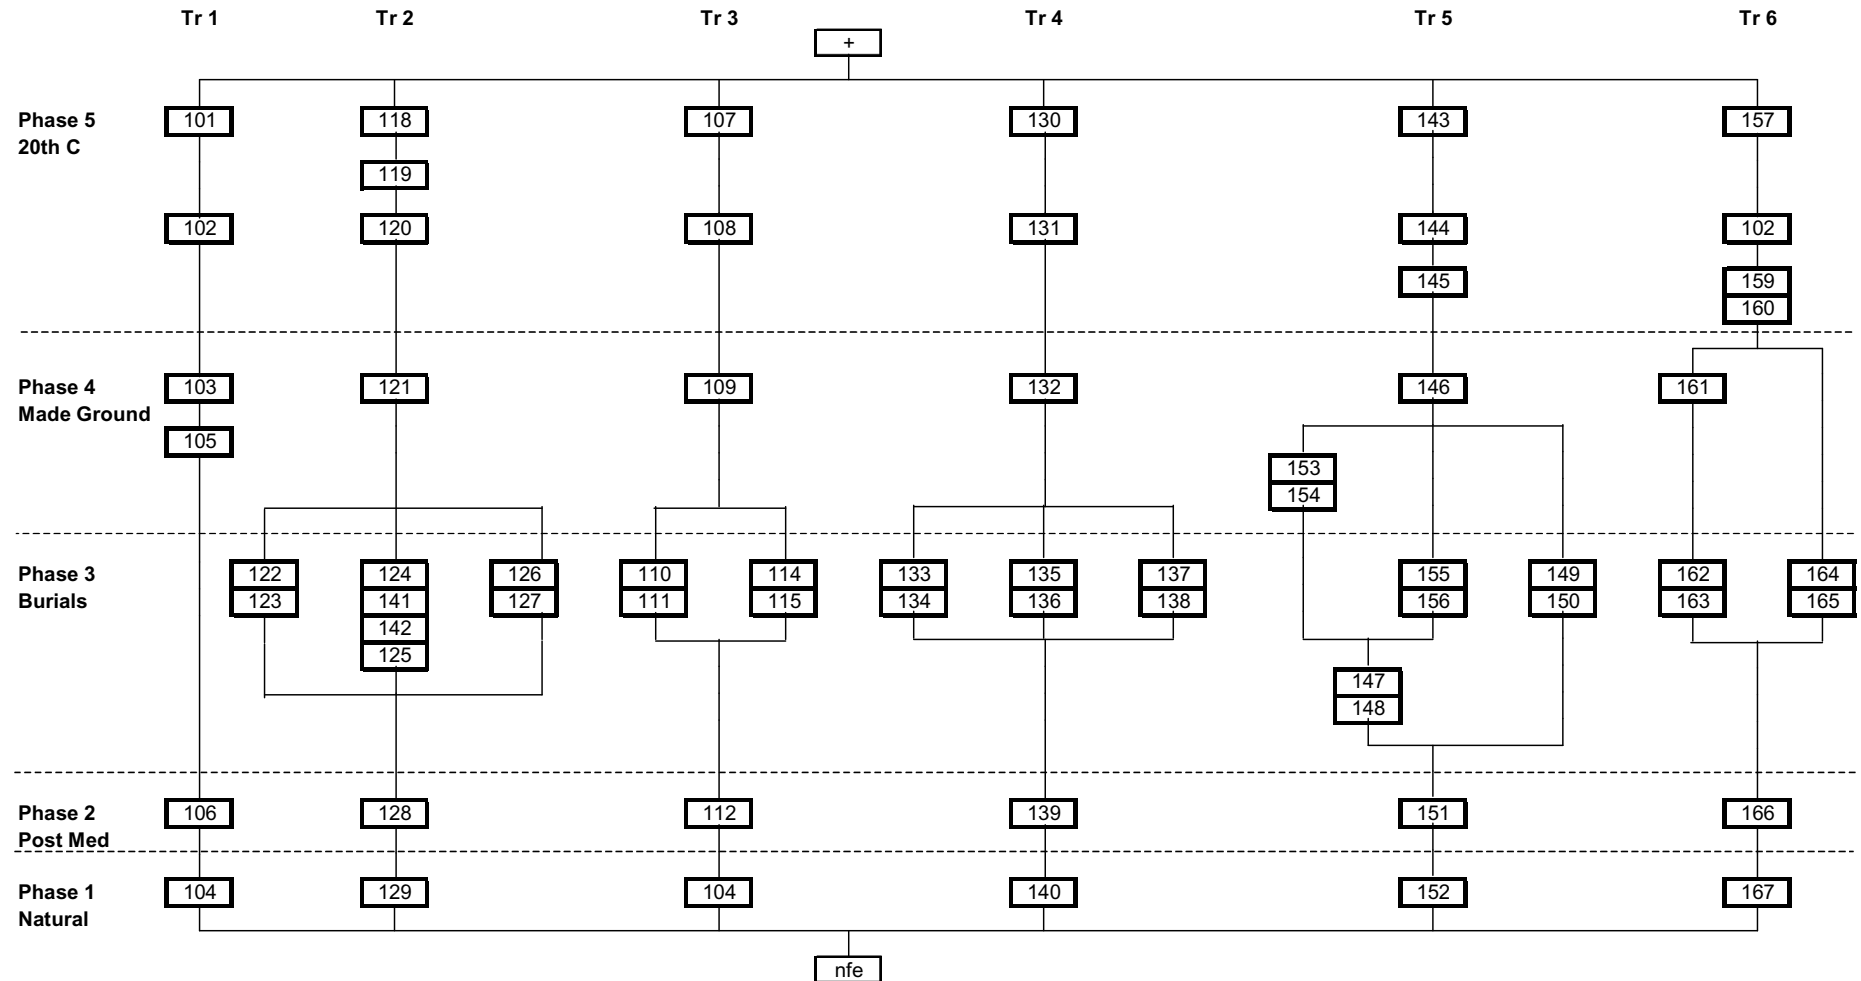 Tr 1 Tr 2 Tr 3 Tr 4 Tr 5 Tr 6
+
Phase 5 101 118 107 130 143 157
20th C
119
102 120 108 131 144 102
145 159
160
Phase 4 103 121 109 132 146 161
Made Ground
105
153
154
Phase 3 122 124 126 110 114 133 135 137 155 149 162 164
Burials 123 141 127 111 115 134 136 138 156 150 163 165
142
125
147
148
Phase 2 106 128 112 139 151 166
Post Med
Phase 1 104 129 104 140 152 167
Natural
nfe